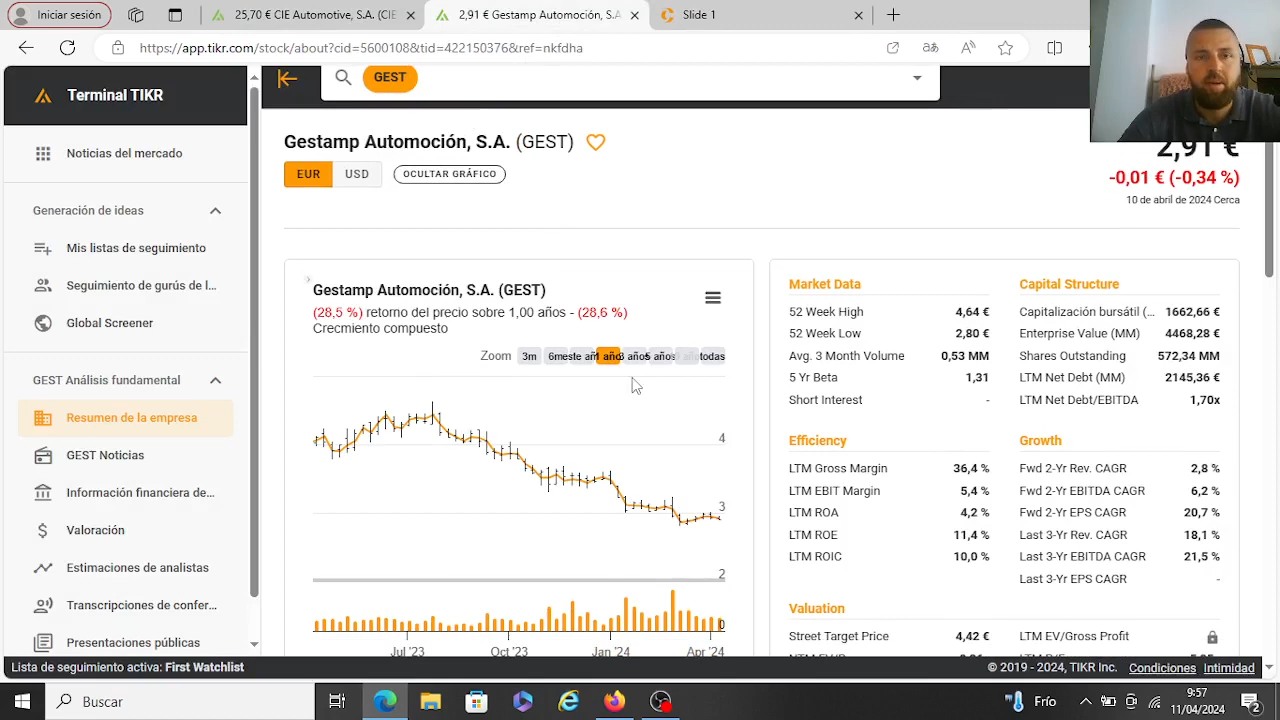 Iniciar sesión
25,70 € CIE Automotive, S.A. (CIE
2,91 € Gestamp Automoción, S.A
Slide 1
https://app.tikr.com/stock/about?cid=5600108&tid=422150376&ref=nkfdha
Terminal TIKR
GEST
Noticias del mercado
Generación de ideas
Mis listas de seguimiento
Seguimiento de gurús de l...
Global Screener
GEST Análisis fundamental
Resumen de la empresa
GEST Noticias
Información financiera de...
Valoración
Estimaciones de analistas
Transcripciones de confer...
Presentaciones públicas
Gestamp Automoción, S.A. (GEST)
EUR USD OCULTAR GRÁFICO
2,91 €
-0,01 € (-0,34 %)
10 de abril de 2024 Cerca
Gestamp Automoción, S.A. (GEST)
(28,5 %) retorno del precio sobre 1,00 años - (28,6 %)
Crecmiento compuesto
Zoom 3m 6meste añ1 año3 años5 años todas
4
3
2
0
Jul '23 Oct '23 Jan '24 Apr '24
Market Data
52 Week High 4,64 €
52 Week Low 2,80 €
Avg. 3 Month Volume 0,53 MM
5 Yr Beta 1,31
Short Interest -
Efficiency
LTM Gross Margin 36,4 %
LTM EBIT Margin 5,4 %
LTM ROA 4,2 %
LTM ROE 11,4 %
LTM ROIC 10,0 %
Valuation
Street Target Price 4,42 €
Capital Structure
Capitalización bursátil (... 1662,66 €
Enterprise Value (MM) 4468,28 €
Shares Outstanding 572,34 MM
LTM Net Debt (MM) 2145,36 €
LTM Net Debt/EBITDA 1,70x
Growth
Fwd 2-Yr Rev. CAGR 2,8 %
Fwd 2-Yr EBITDA CAGR 6,2 %
Fwd 2-Yr EPS CAGR 20,7 %
Last 3-Yr Rev. CAGR 18,1 %
Last 3-Yr EBITDA CAGR 21,5 %
Last 3-Yr EPS CAGR -
LTM EV/Gross Profit
Lista de seguimiento activa: First Watchlist
© 2019 - 2024, TIKR Inc. Condiciones Intimidad
Buscar
Frio
9:57
11/04/2024
2